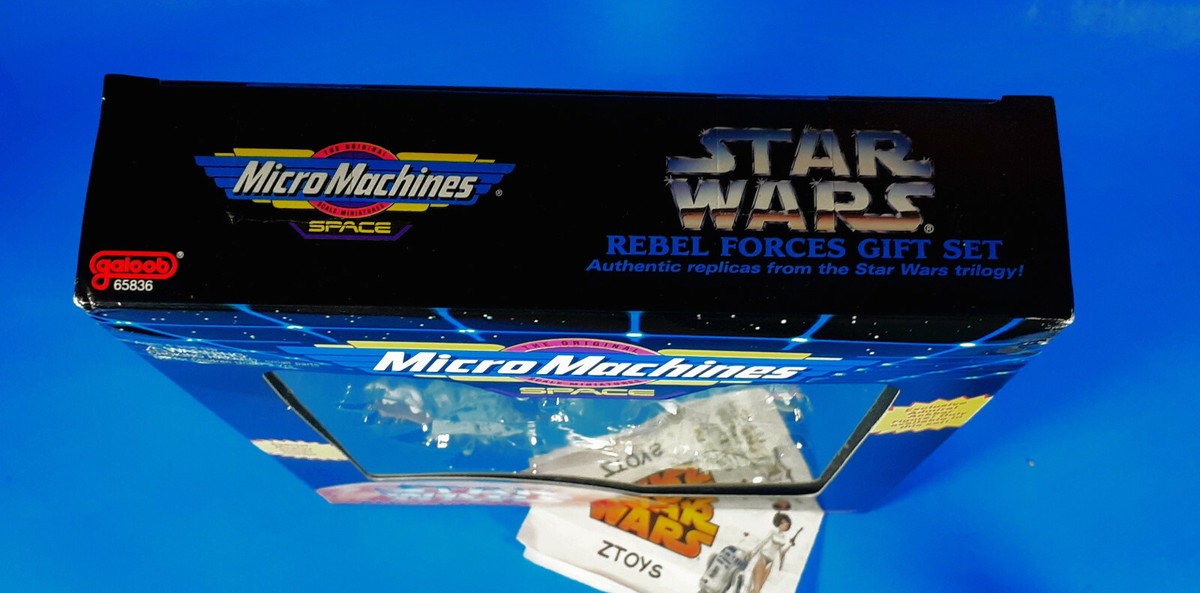 THE ORIGINAL
Micro Machines®
SCALE MINIATURES
SPACE
galoob®
65836
STAR
WARS®
REBEL FORCES GIFT SET
Authentic replicas from the Star Wars trilogy!
THE ORIGINAL
Micro Machines
SCALE MINIATURES
SPACE
ZTOYS
STAR
WARS
ZTOYS